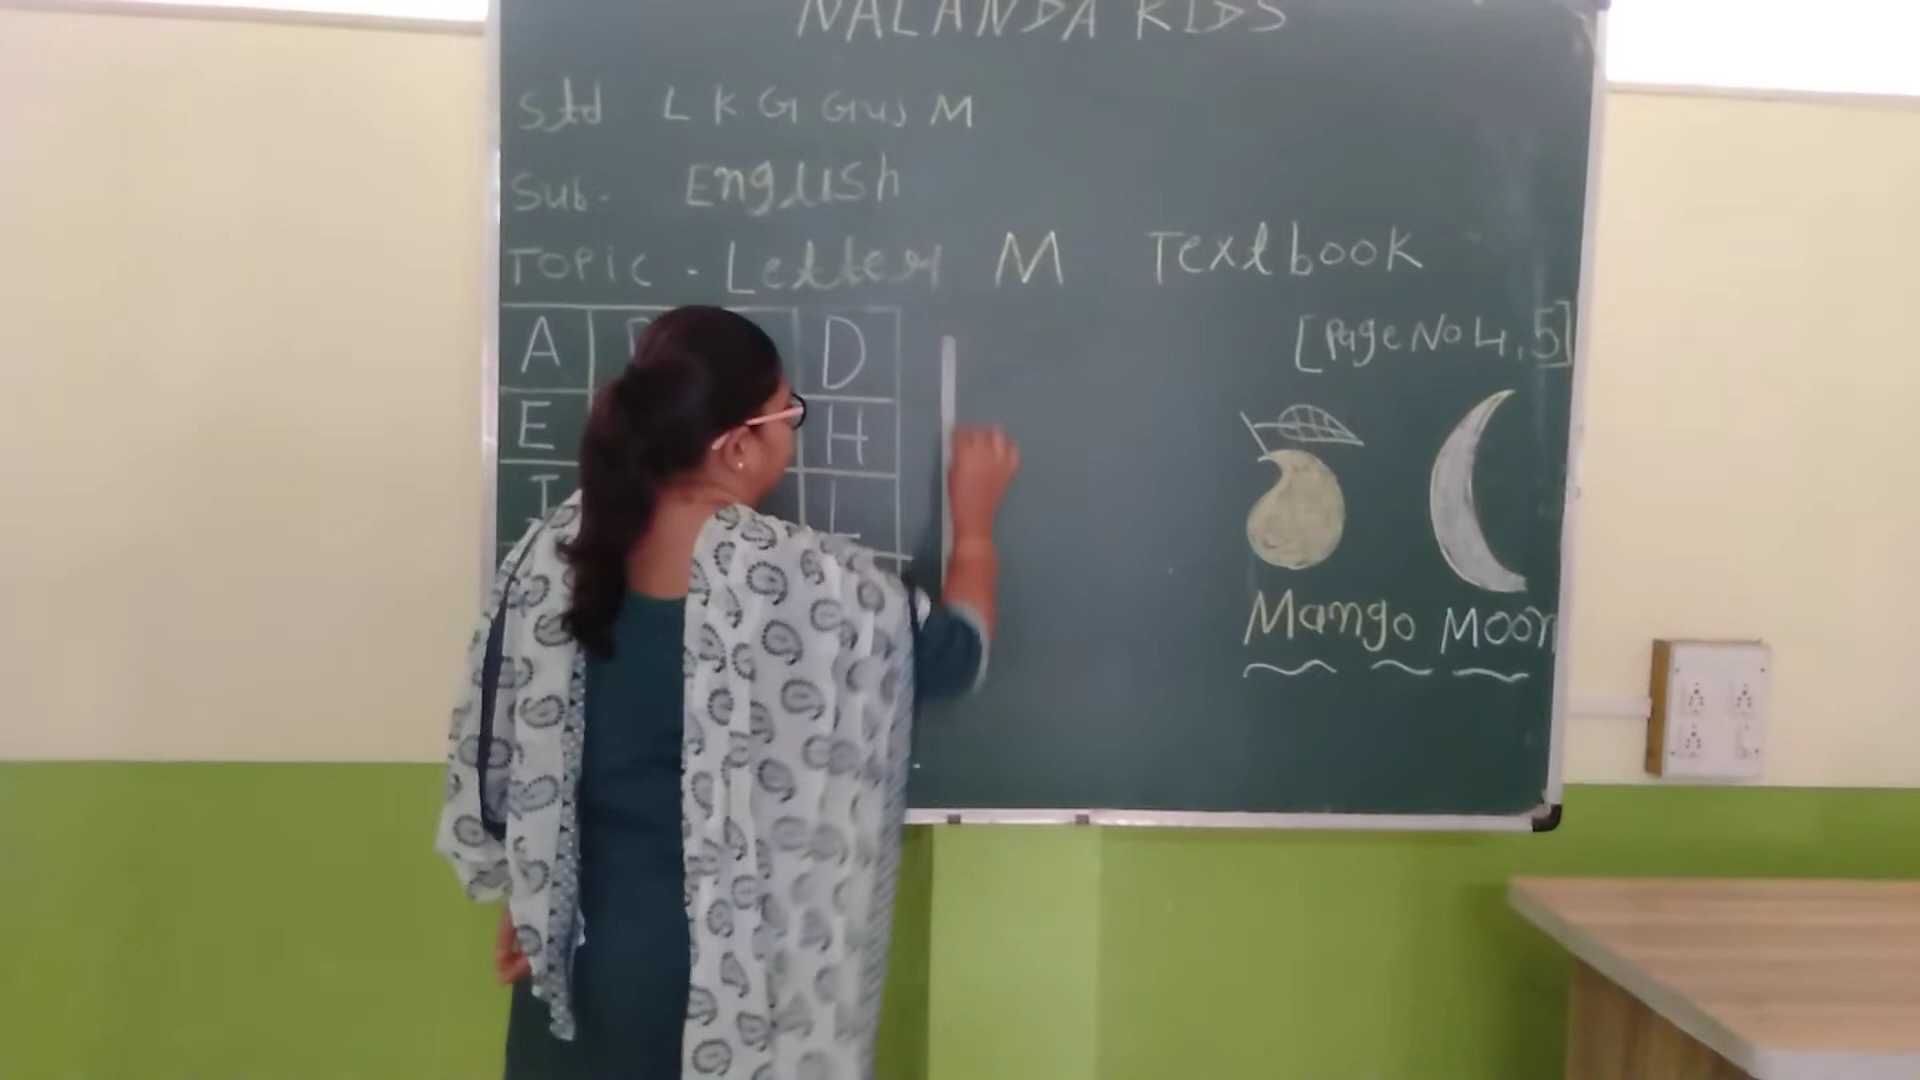 NALANDA KIDS
Std L K G Guj M
Sub. English
TOPIC - Letter M Textbook
[Page No 4, 5]
A D
E H
I L
Mango Moon